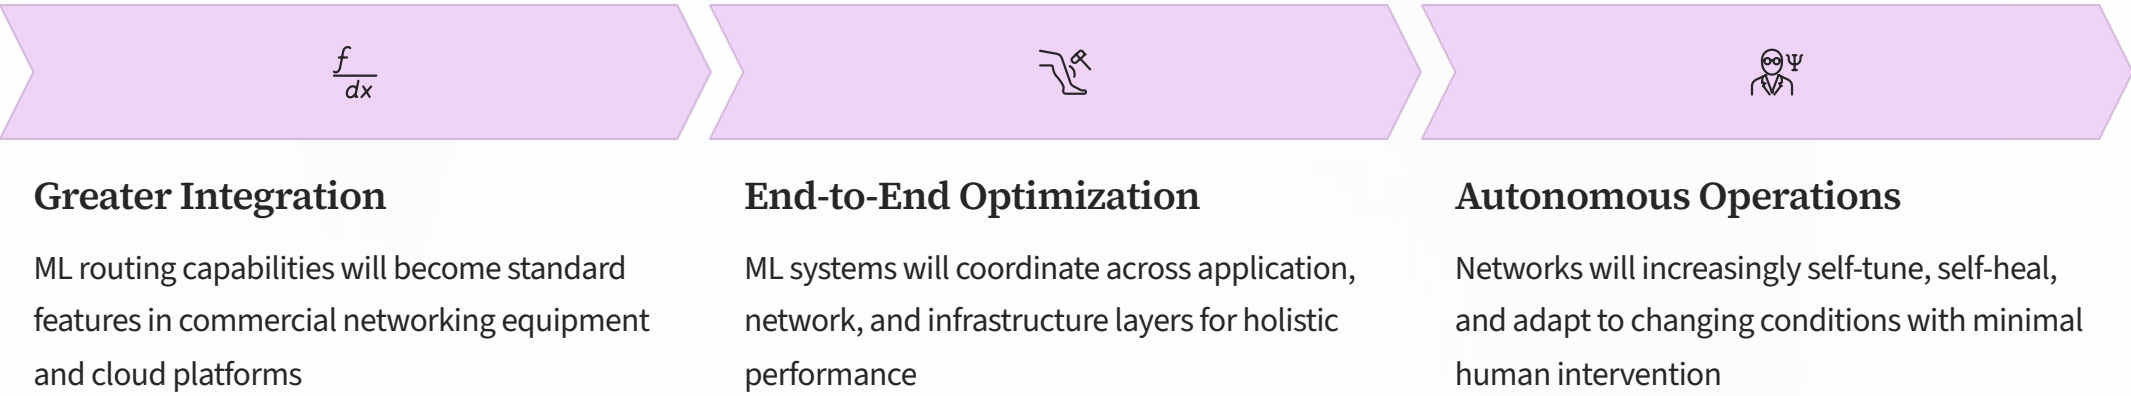 f
dx
Ψ
Greater Integration
ML routing capabilities will become standard
features in commercial networking equipment
and cloud platforms
End-to-End Optimization
ML systems will coordinate across application,
network, and infrastructure layers for holistic
performance
Autonomous Operations
Networks will increasingly self-tune, self-heal,
and adapt to changing conditions with minimal
human intervention